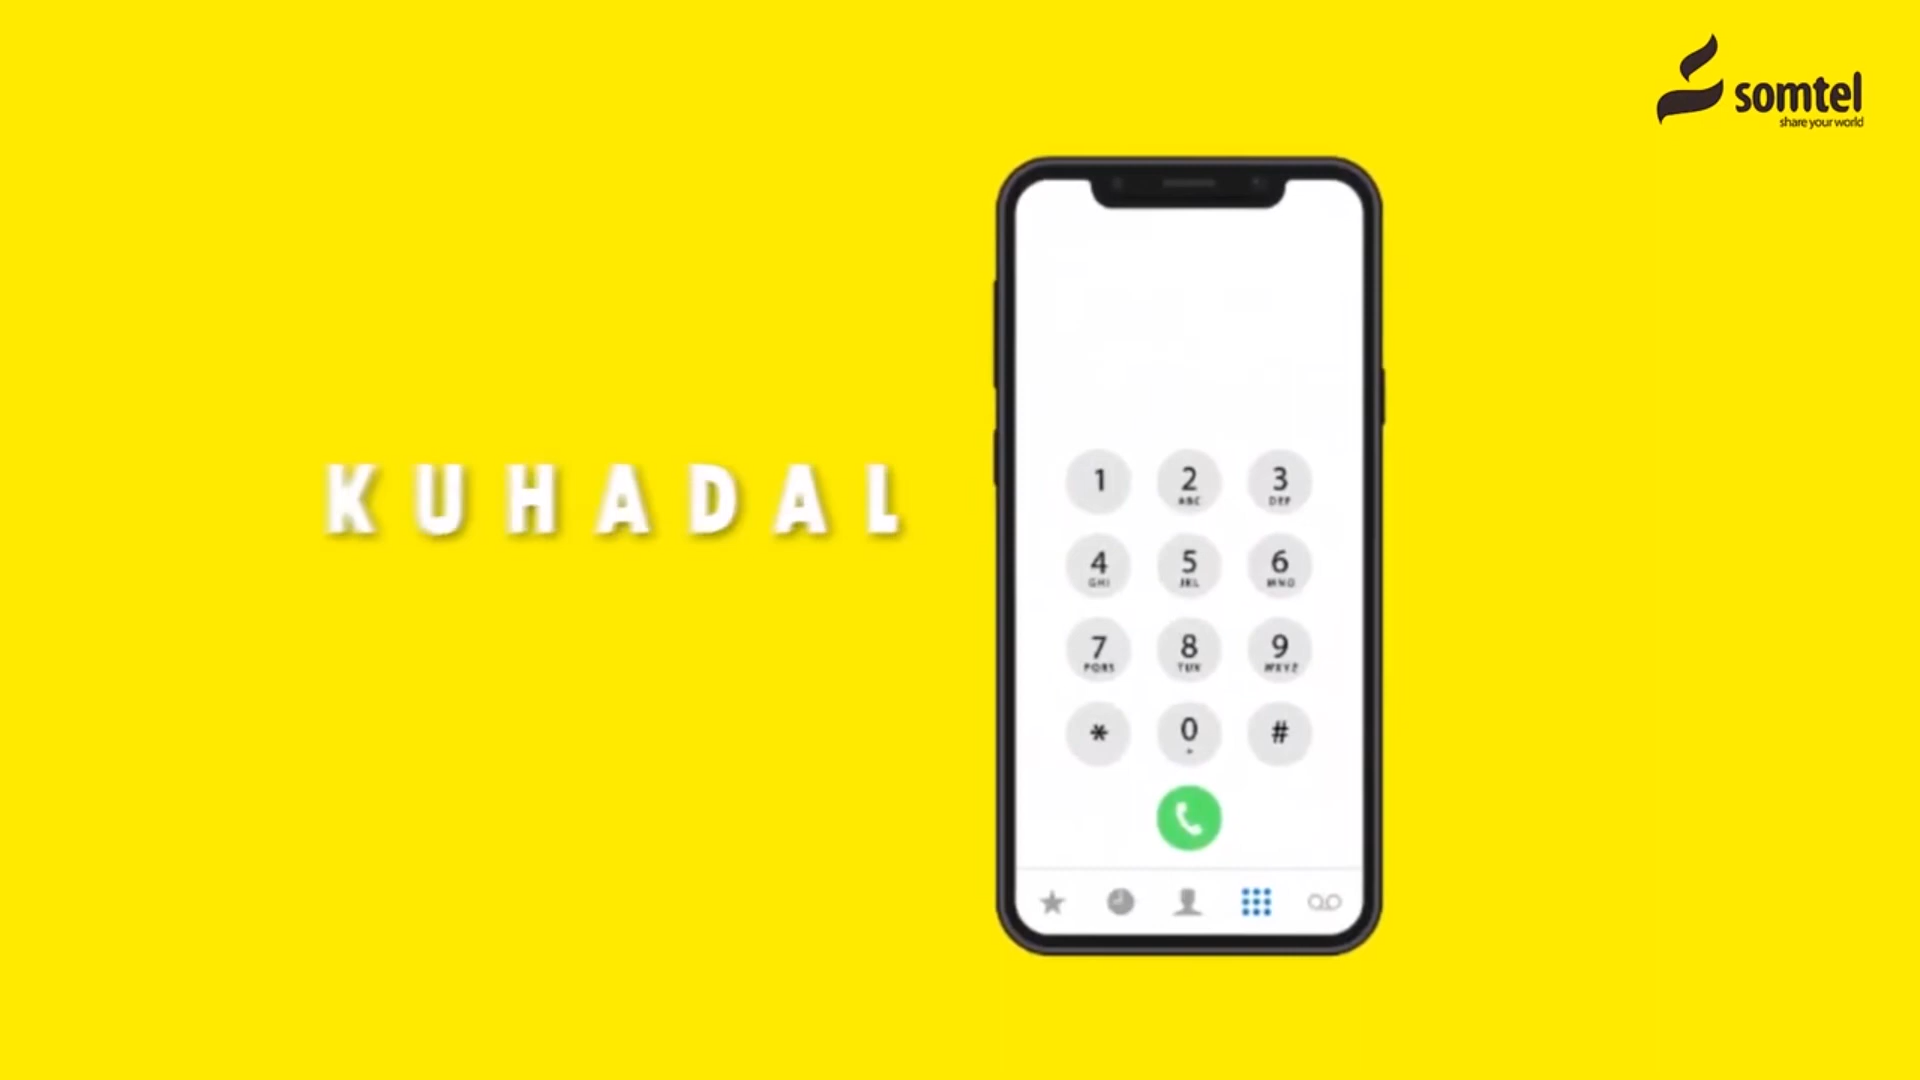 somtel
share your world
KUHADAL
1 2 3
ABC DEF
4 5 6
GHI JKL MNO
7 8 9
PQRS TUV WXYZ
* 0 #
+